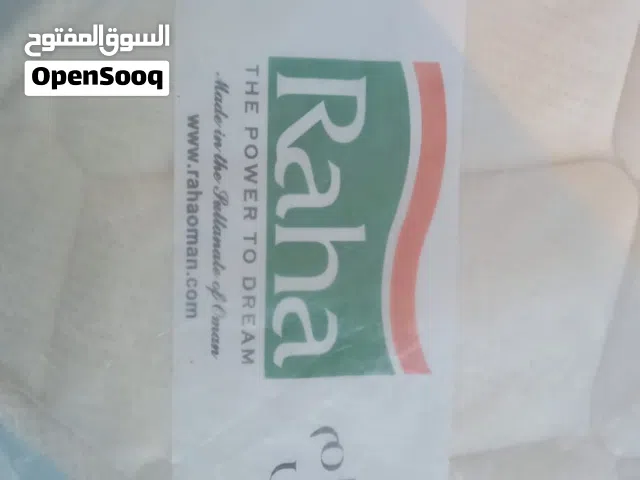 السوق المفتوح
OpenSooq
Raha
THE POWER TO DREAM
Made in the Sultanate of Oman
www.rahaoman.com